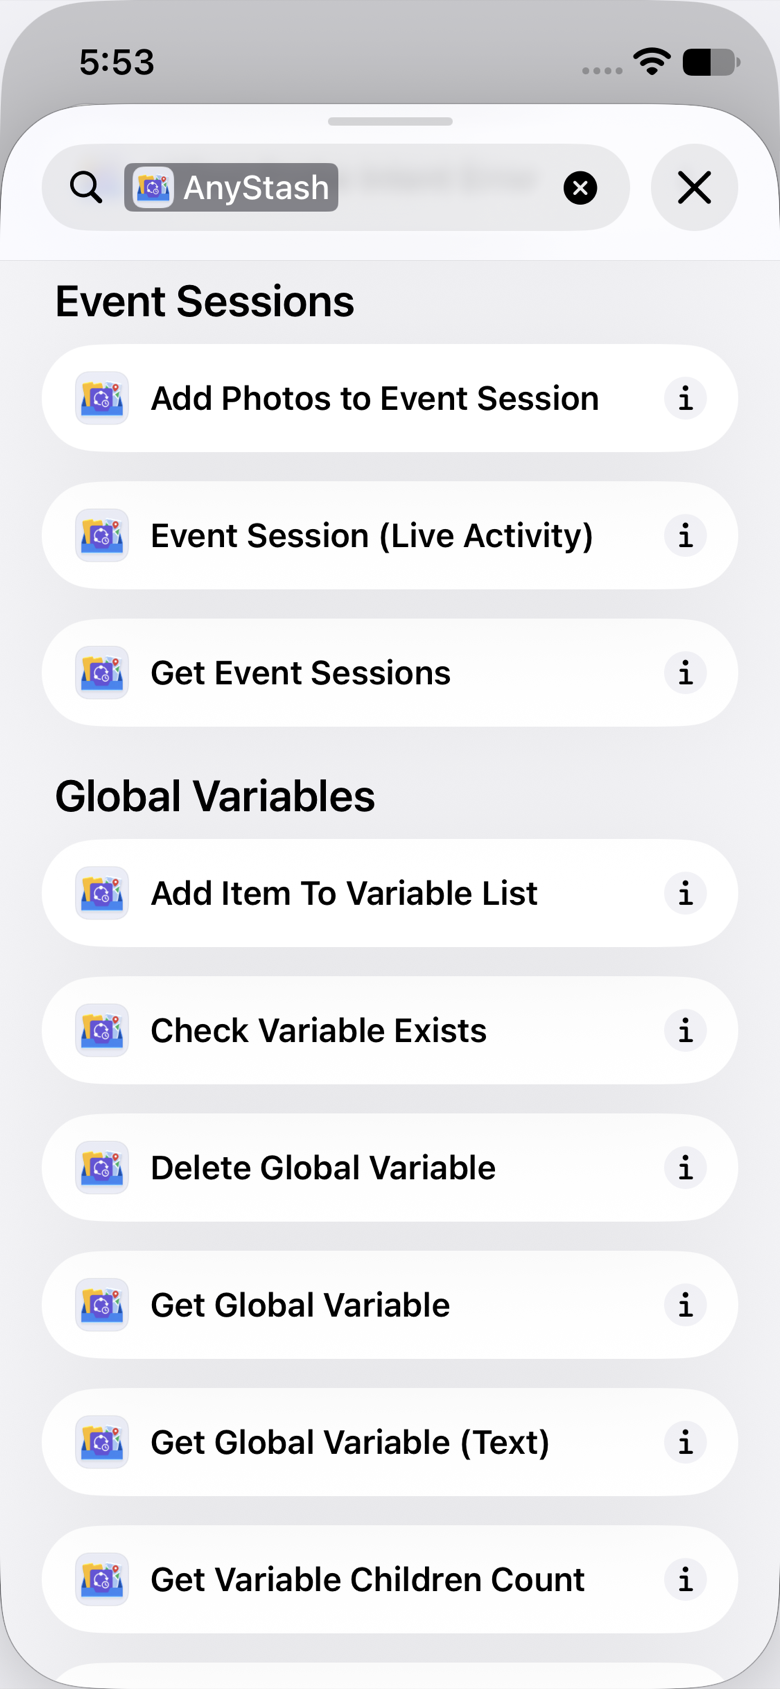 5:53
AnyStash
Event Sessions
Add Photos to Event Session
Event Session (Live Activity)
Get Event Sessions
Global Variables
Add Item To Variable List
Check Variable Exists
Delete Global Variable
Get Global Variable
Get Global Variable (Text)
Get Variable Children Count